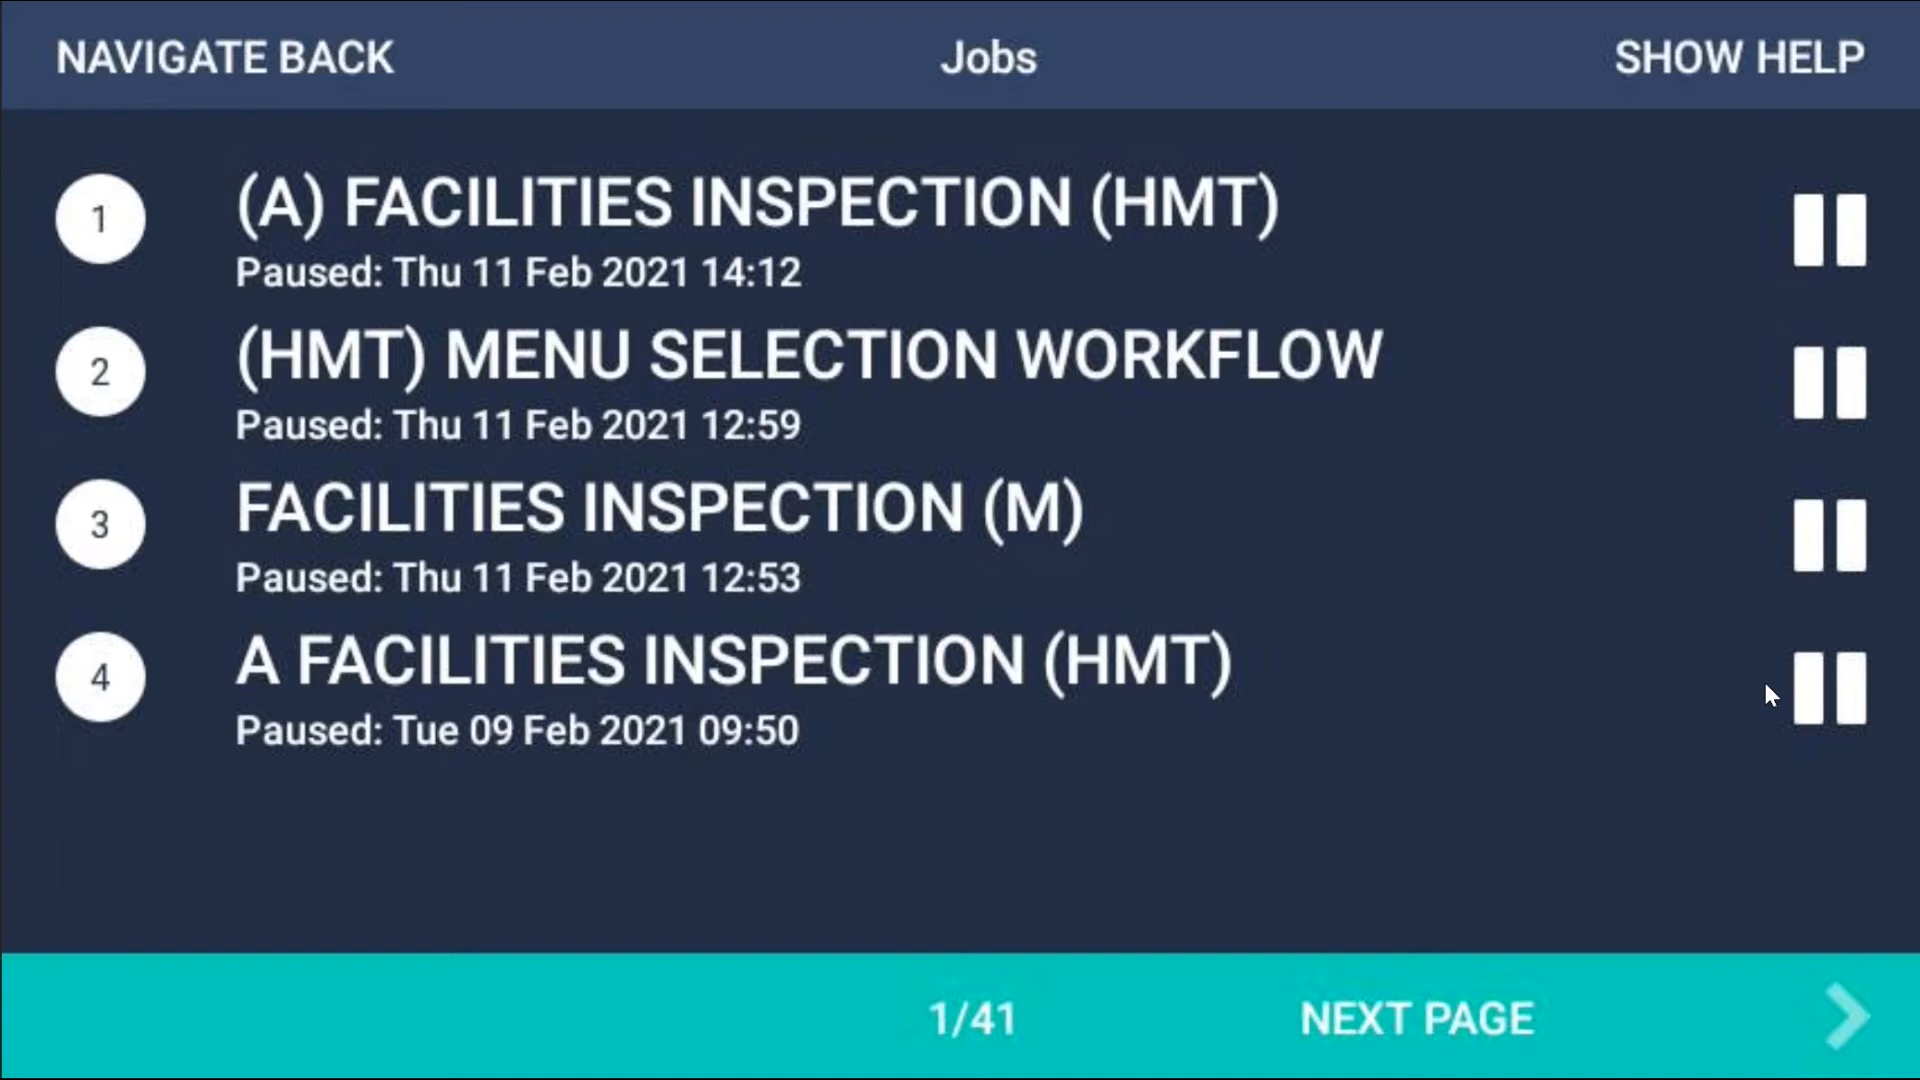 NAVIGATE BACK Jobs SHOW HELP
1 (A) FACILITIES INSPECTION (HMT)
Paused: Thu 11 Feb 2021 14:12
2 (HMT) MENU SELECTION WORKFLOW
Paused: Thu 11 Feb 2021 12:59
3 FACILITIES INSPECTION (M)
Paused: Thu 11 Feb 2021 12:53
4 A FACILITIES INSPECTION (HMT)
Paused: Tue 09 Feb 2021 09:50
1/41 NEXT PAGE